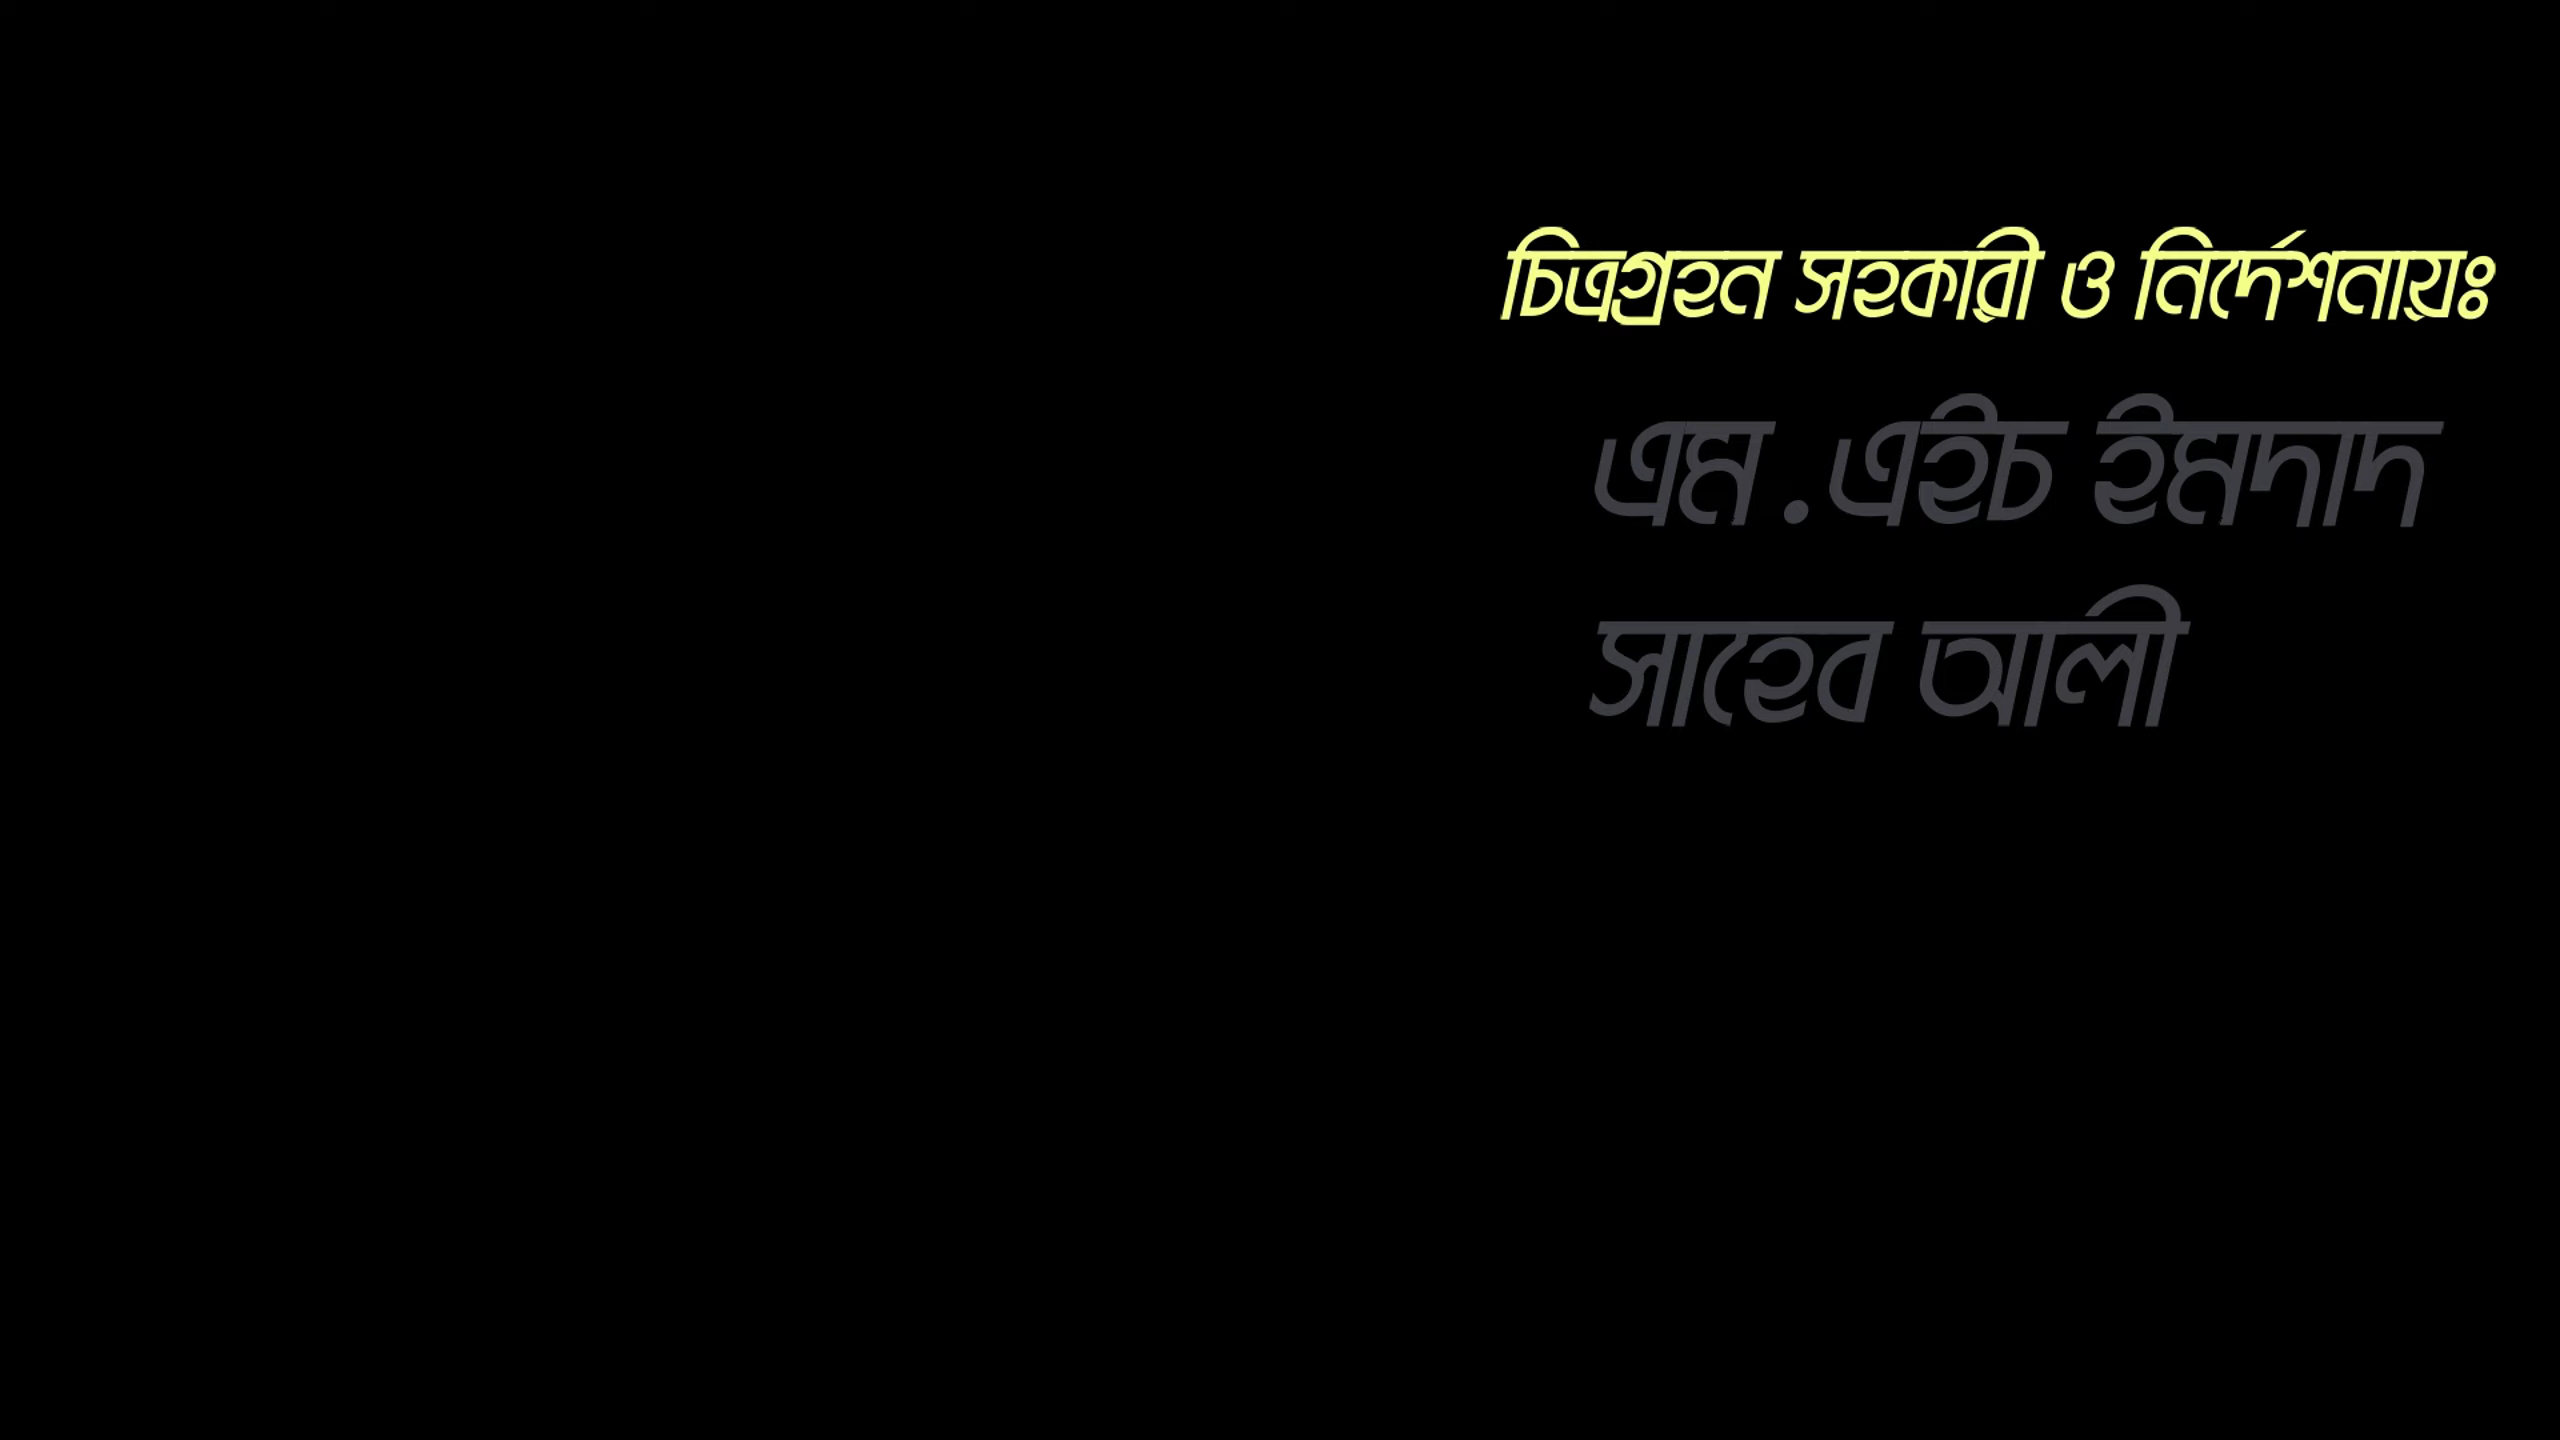 চিত্রগ্রহন সহকারী ও নির্দেশনায়ঃ
এম.এইচ ইমদাদ
সাহেব আলী